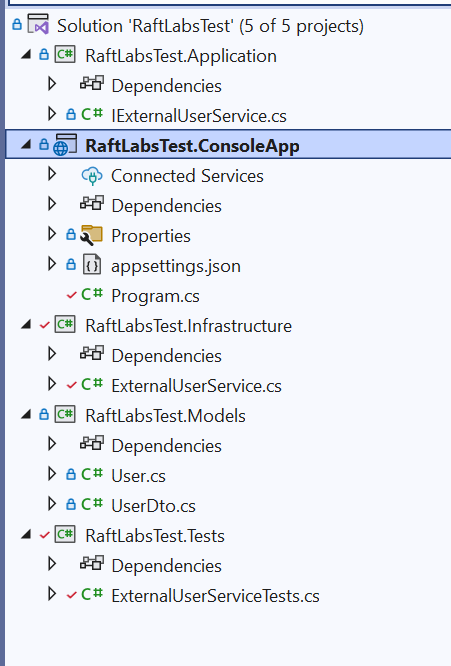 Solution 'RaftLabsTest' (5 of 5 projects)
C# RaftLabsTest.Application
Dependencies
C# IExternalUserService.cs
RaftLabsTest.ConsoleApp
Connected Services
Dependencies
Properties
{} appsettings.json
C# Program.cs
C# RaftLabsTest.Infrastructure
Dependencies
C# ExternalUserService.cs
C# RaftLabsTest.Models
Dependencies
C# User.cs
C# UserDto.cs
C# RaftLabsTest.Tests
Dependencies
C# ExternalUserServiceTests.cs